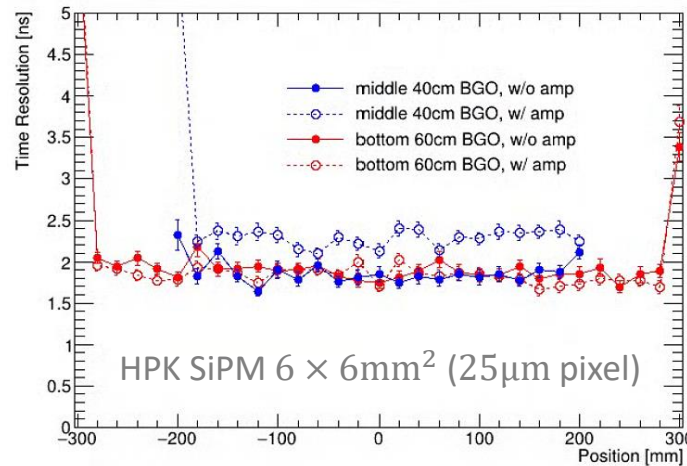 Time Resolution [ns]
5
4.5
4
3.5
3
2.5
2
1.5
1
0.5
0
middle 40cm BGO, w/o amp
middle 40cm BGO, w/ amp
bottom 60cm BGO, w/o amp
bottom 60cm BGO, w/ amp
HPK SiPM 6 × 6mm² (25μm pixel)
−300 −200 −100 0 100 200 300
Position [mm]